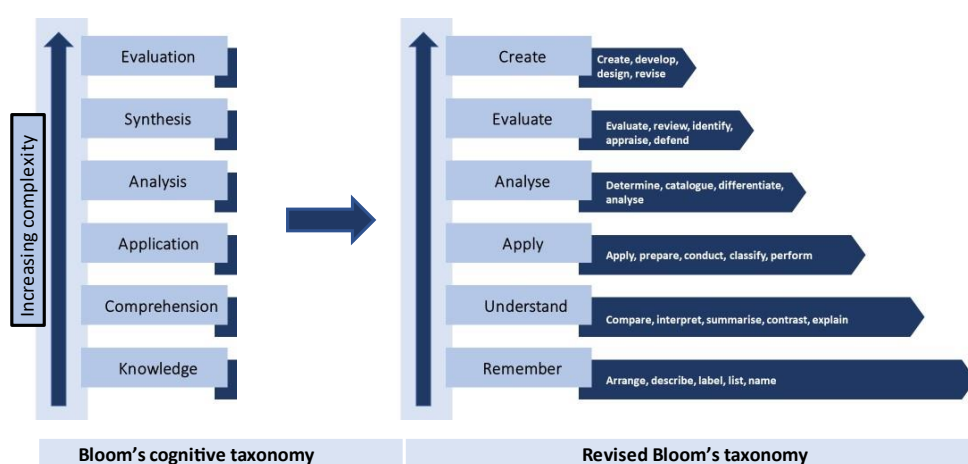 Increasing complexity
Evaluation
Synthesis
Analysis
Application
Comprehension
Knowledge
Create
Create, develop,
design, revise
Evaluate
Evaluate, review, identify,
appraise, defend
Analyse
Determine, catalogue, differentiate,
analyse
Apply
Apply, prepare, conduct, classify, perform
Understand
Compare, interpret, summarise, contrast, explain
Remember
Arrange, describe, label, list, name
Bloom's cognitive taxonomy
Revised Bloom's taxonomy